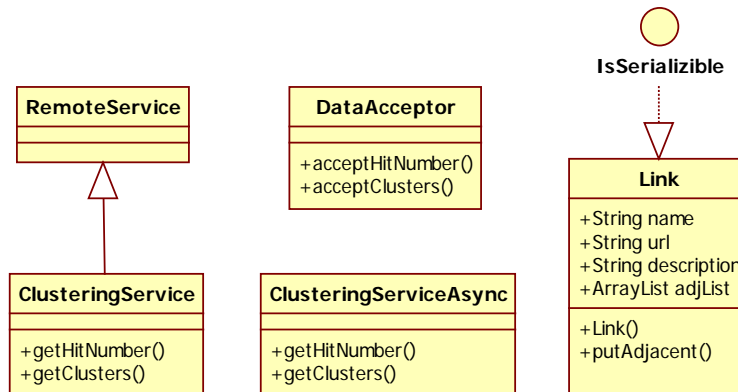 IsSerializible
RemoteService
DataAcceptor
+acceptHitNumber()
+acceptClusters()
Link
+String name
+String url
+String description
+ArrayList adjList
+Link()
+putAdjacent()
ClusteringService
+getHitNumber()
+getClusters()
ClusteringServiceAsync
+getHitNumber()
+getClusters()